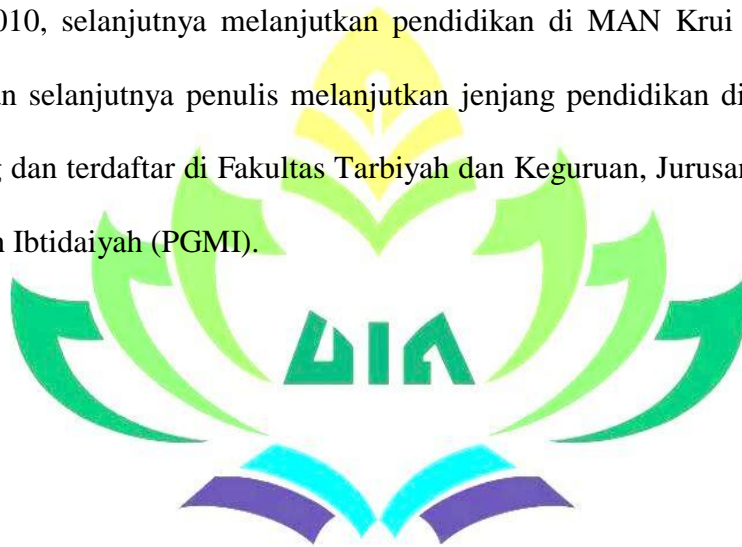 010, selanjutnya melanjutkan pendidikan di MAN Krui
n selanjutnya penulis melanjutkan jenjang pendidikan di
dan terdaftar di Fakultas Tarbiyah dan Keguruan, Jurusan
Ibtidaiyah (PGMI).
UIN